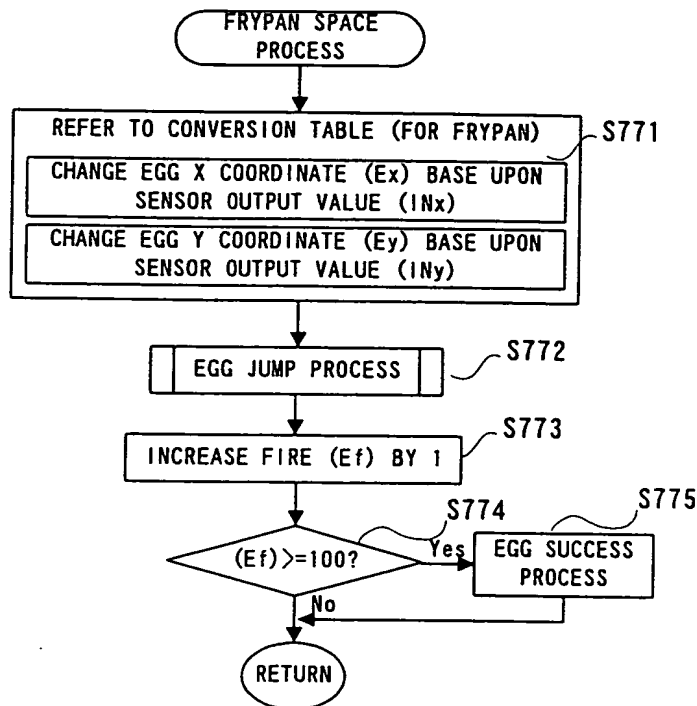 FRYPAN SPACE
PROCESS
REFER TO CONVERSION TABLE (FOR FRYPAN)
S771
CHANGE EGG X COORDINATE (Ex) BASE UPON
SENSOR OUTPUT VALUE (INx)
CHANGE EGG Y COORDINATE (Ey) BASE UPON
SENSOR OUTPUT VALUE (INy)
EGG JUMP PROCESS
S772
INCREASE FIRE (Ef) BY 1
S773
(Ef)>=100?
S774
Yes
EGG SUCCESS
PROCESS
S775
No
RETURN